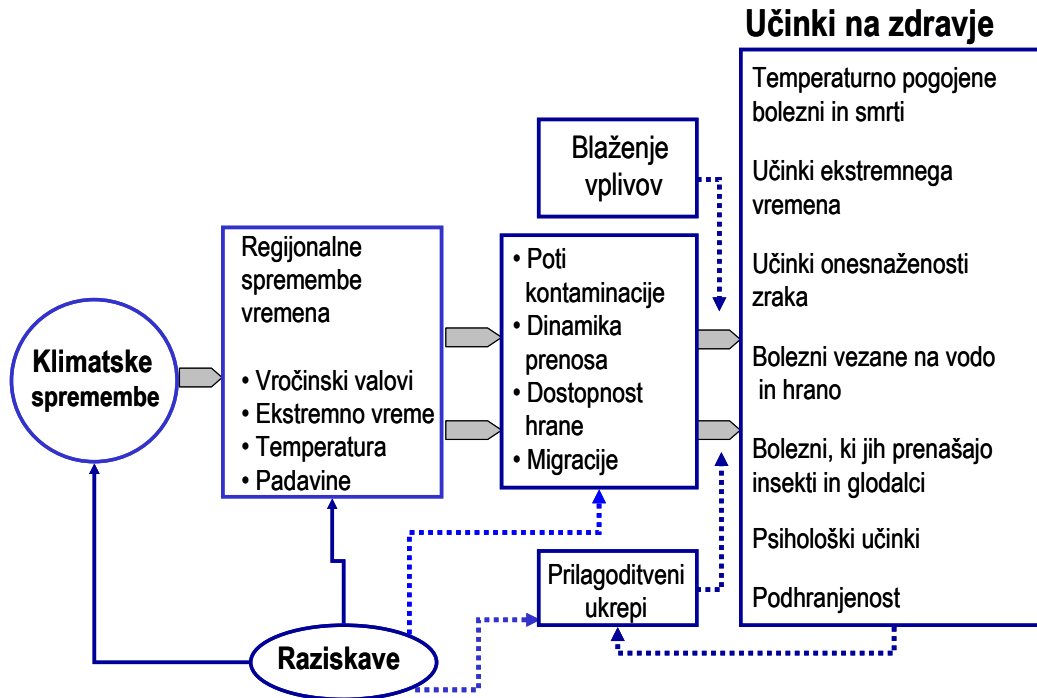 Učinki na zdravje
Temperaturno pogojene
bolezni in smrti
Učinki ekstremnega
vremena
Učinki onesnaženosti
zraka
Bolezni vezane na vodo
in hrano
Bolezni, ki jih prenašajo
insekti in glodalci
Psihološki učinki
Podhranjenost
Blaženje
vplivov
Regijonalne
spremembe
vremena
• Vročinski valovi
• Ekstremno vreme
• Temperatura
• Padavine
• Poti
kontaminacije
• Dinamika
prenosa
• Dostopnost
hrane
• Migracije
Klimatske
spremembe
Prilagoditveni
ukrepi
Raziskave